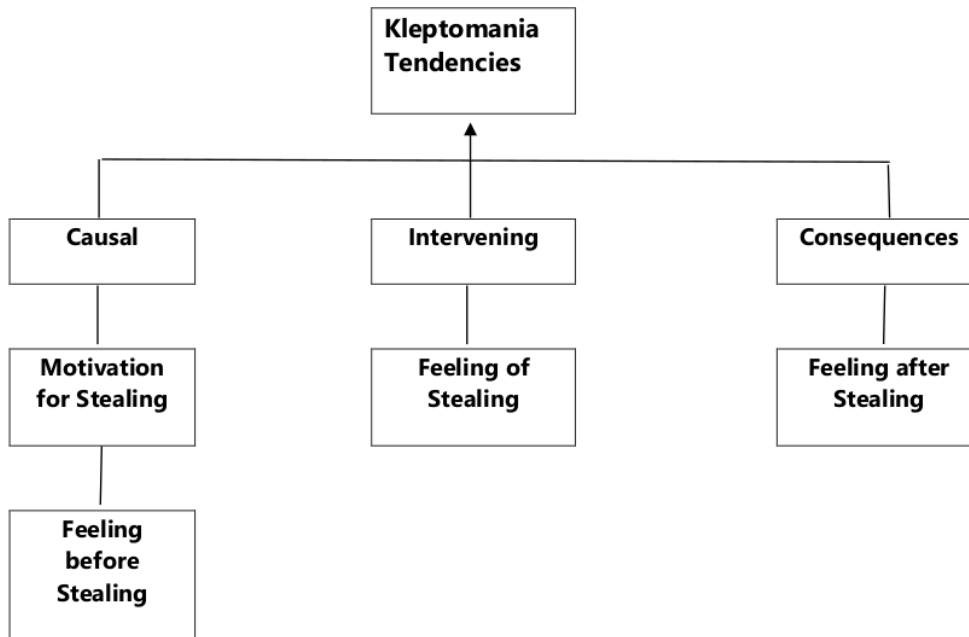 Kleptomania
Tendencies
Causal
Intervening
Consequences
Motivation
for Stealing
Feeling of
Stealing
Feeling after
Stealing
Feeling
before
Stealing